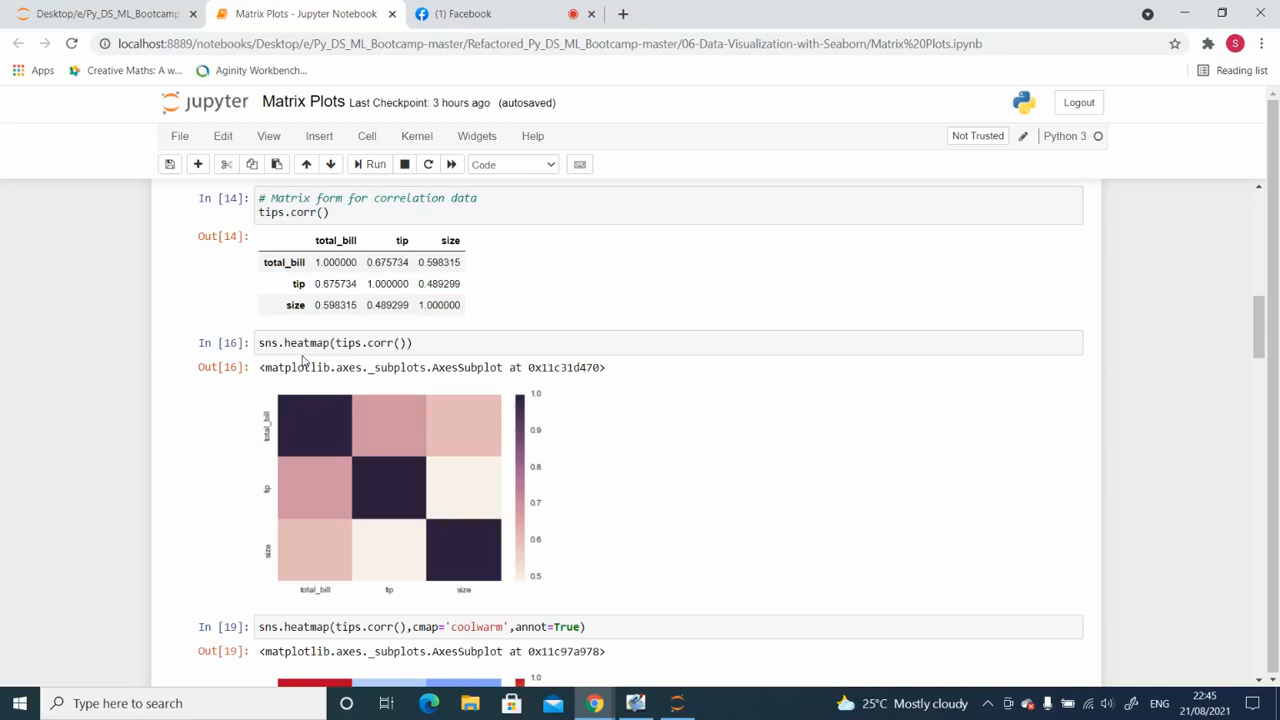 Desktop/e/Py_DS_ML_Bootcamp
Matrix Plots - Jupyter Notebook
(1) Facebook
localhost:8889/notebooks/Desktop/e/Py_DS_ML_Bootcamp-master/Refactored_Py_DS_ML_Bootcamp-master/06-Data-Visualization-with-Seaborn/Matrix%20Plots.ipynb
S
Apps
Creative Maths: A w...
Aginity Workbench...
Reading list
jupyter
Matrix Plots Last Checkpoint: 3 hours ago (autosaved)
Logout
File Edit View Insert Cell Kernel Widgets Help
Not Trusted
Python 3
Run
Code
In [14]: # Matrix form for correlation data
tips.corr()
Out[14]:
total_bill tip size
total_bill 1.000000 0.675734 0.598315
tip 0.675734 1.000000 0.489299
size 0.598315 0.489299 1.000000
In [16]: sns.heatmap(tips.corr())
Out[16]: <matplotlib.axes._subplots.AxesSubplot at 0x11c31d470>
1.0
total_bill
0.9
0.8
tip
0.7
0.6
size
0.5
total_bill tip size
In [19]: sns.heatmap(tips.corr(),cmap='coolwarm',annot=True)
Out[19]: <matplotlib.axes._subplots.AxesSubplot at 0x11c97a978>
1.0
Type here to search
25°C Mostly cloudy
ENG
22:45
21/08/2021